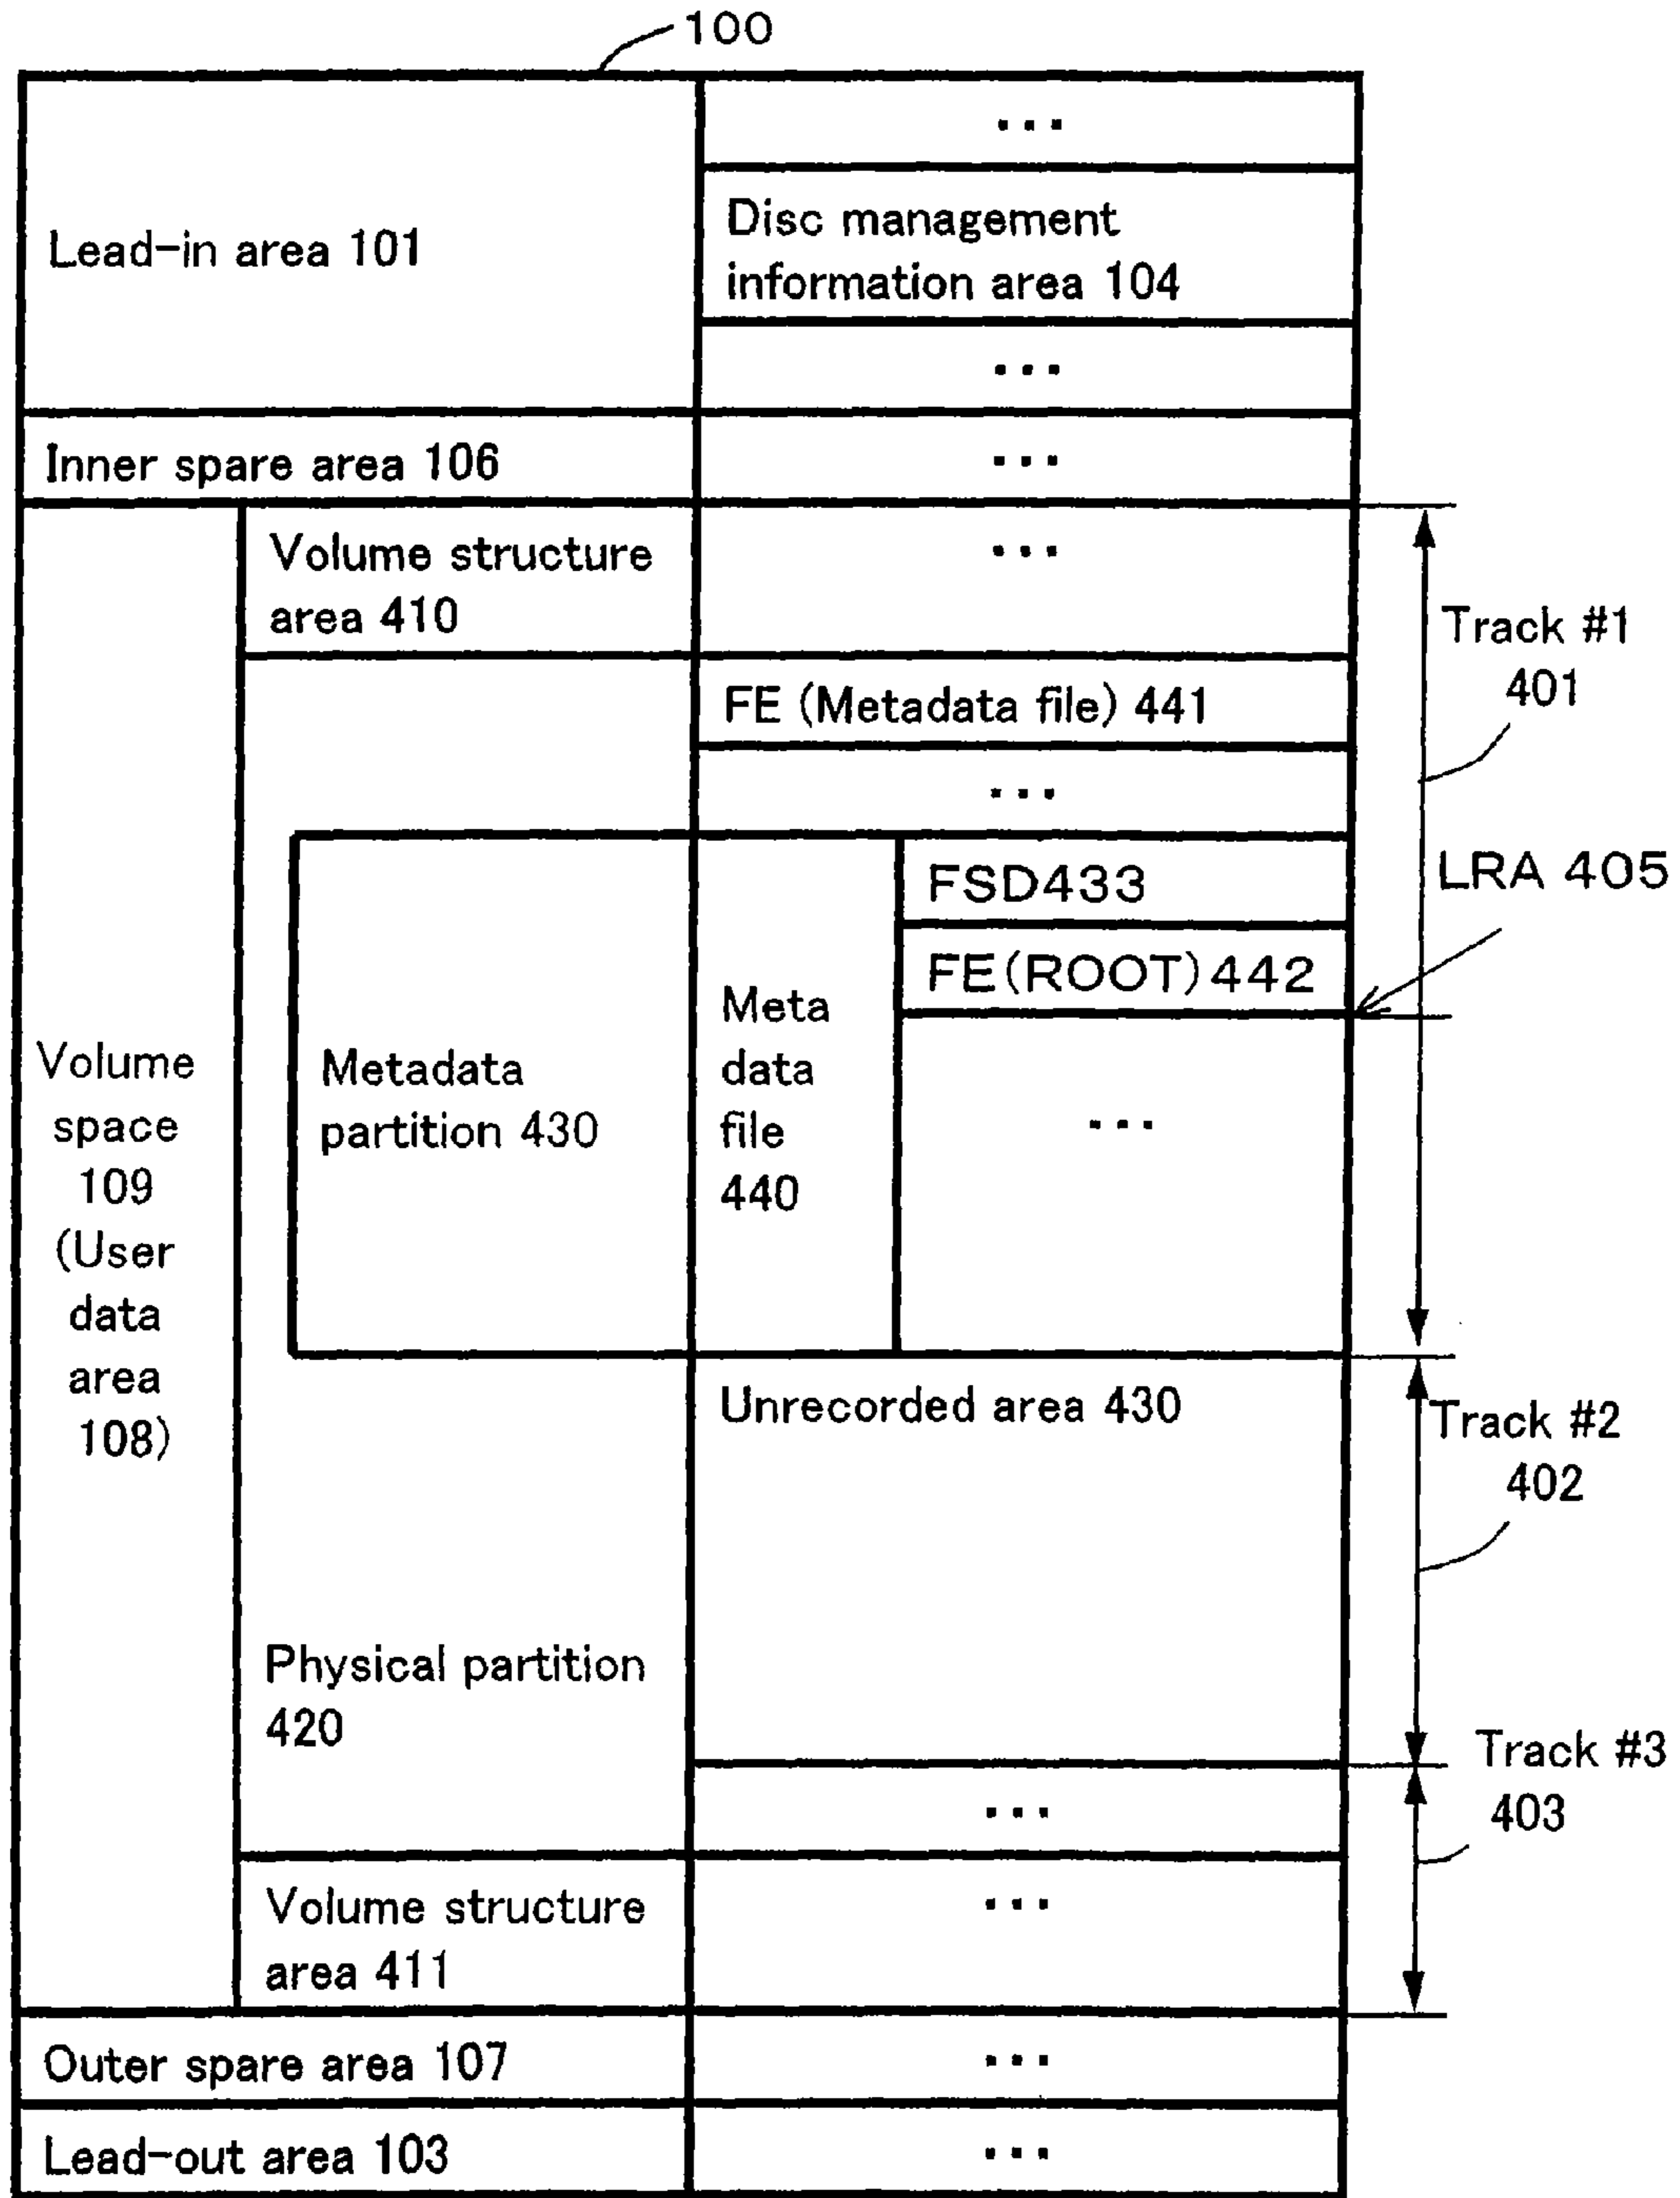 100
...
Lead-in area 101
Disc management
information area 104
...
Inner spare area 106
...
Volume structure
area 410
...
Track #1
401
FE (Metadata file) 441
...
LRA 405
FSD433
FE(ROOT)442
Volume
space
109
(User
data
area
108)
Metadata
partition 430
Meta
data
file
440
...
Unrecorded area 430
Track #2
402
Physical partition
420
Track #3
403
...
Volume structure
area 411
...
Outer spare area 107
...
Lead-out area 103
...